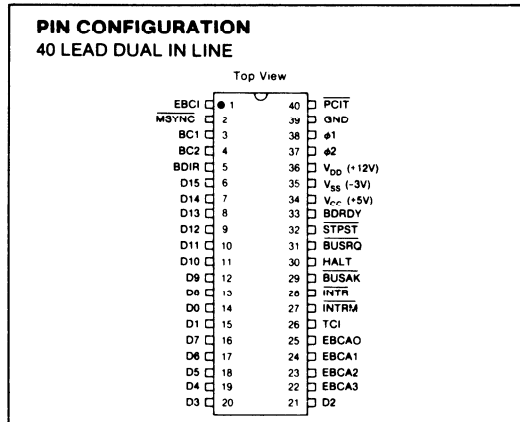 PIN CONFIGURATION
40 LEAD DUAL IN LINE
Top View
EBCI 1 40 PCIT
MSYNC 2 39 GND
BC1 3 38 ϕ1
BC2 4 37 ϕ2
BDIR 5 36 VDD (+12V)
D15 6 35 VSS (-3V)
D14 7 34 VCC (+5V)
D13 8 33 BDRDY
D12 9 32 STPST
D11 10 31 BUSRQ
D10 11 30 HALT
D9 12 29 BUSAK
D8 13 28 INTR
D0 14 27 INTRM
D1 15 26 TCI
D7 16 25 EBCA0
D6 17 24 EBCA1
D5 18 23 EBCA2
D4 19 22 EBCA3
D3 20 21 D2